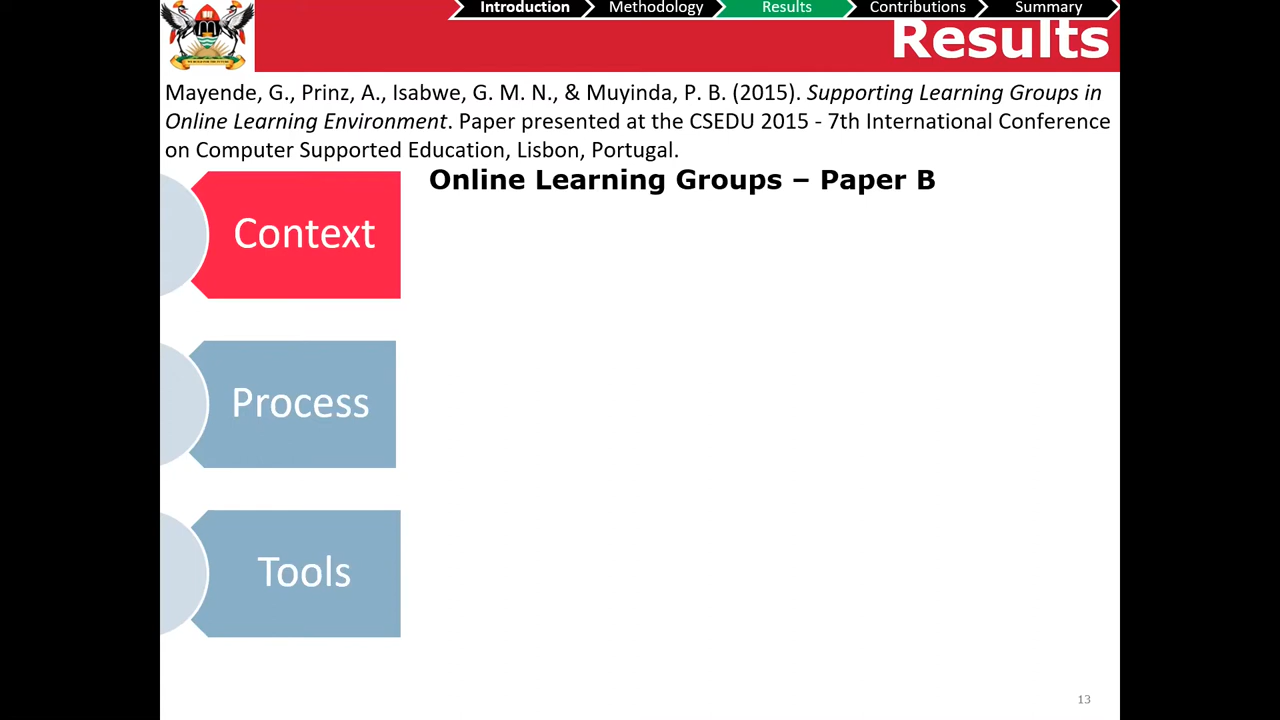 Introduction
Methodology
Results
Contributions
Summary
Results
Mayende, G., Prinz, A., Isabwe, G. M. N., & Muyinda, P. B. (2015). Supporting Learning Groups in
Online Learning Environment. Paper presented at the CSEDU 2015 - 7th International Conference
on Computer Supported Education, Lisbon, Portugal.
Online Learning Groups – Paper B
Context
Process
Tools
13